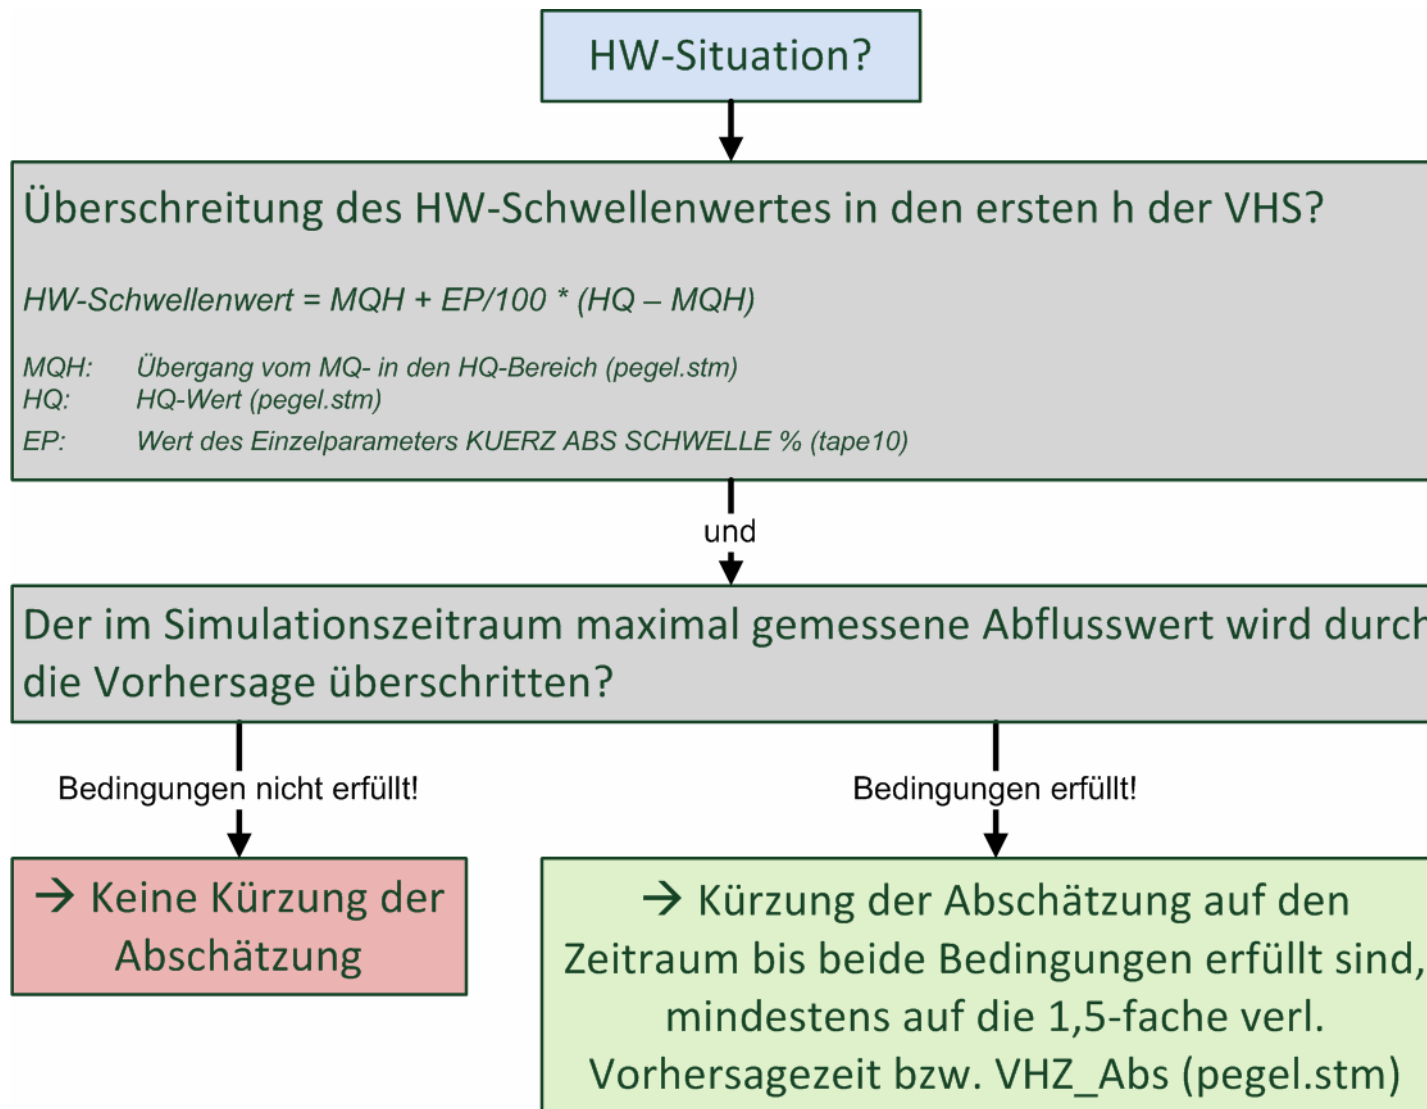 HW-Situation?
Überschreitung des HW-Schwellenwertes in den ersten h der VHS?
HW-Schwellenwert = MQH + EP/100 * (HQ – MQH)
MQH: Übergang vom MQ- in den HQ-Bereich (pegel.stm)
HQ: HQ-Wert (pegel.stm)
EP: Wert des Einzelparameters KUERZ ABS SCHWELLE % (tape10)
und
Der im Simulationszeitraum maximal gemessene Abflusswert wird durch
die Vorhersage überschritten?
Bedingungen nicht erfüllt!
Bedingungen erfüllt!
→ Keine Kürzung der
Abschätzung
→ Kürzung der Abschätzung auf den
Zeitraum bis beide Bedingungen erfüllt sind,
mindestens auf die 1,5-fache verl.
Vorhersagezeit bzw. VHZ_Abs (pegel.stm)